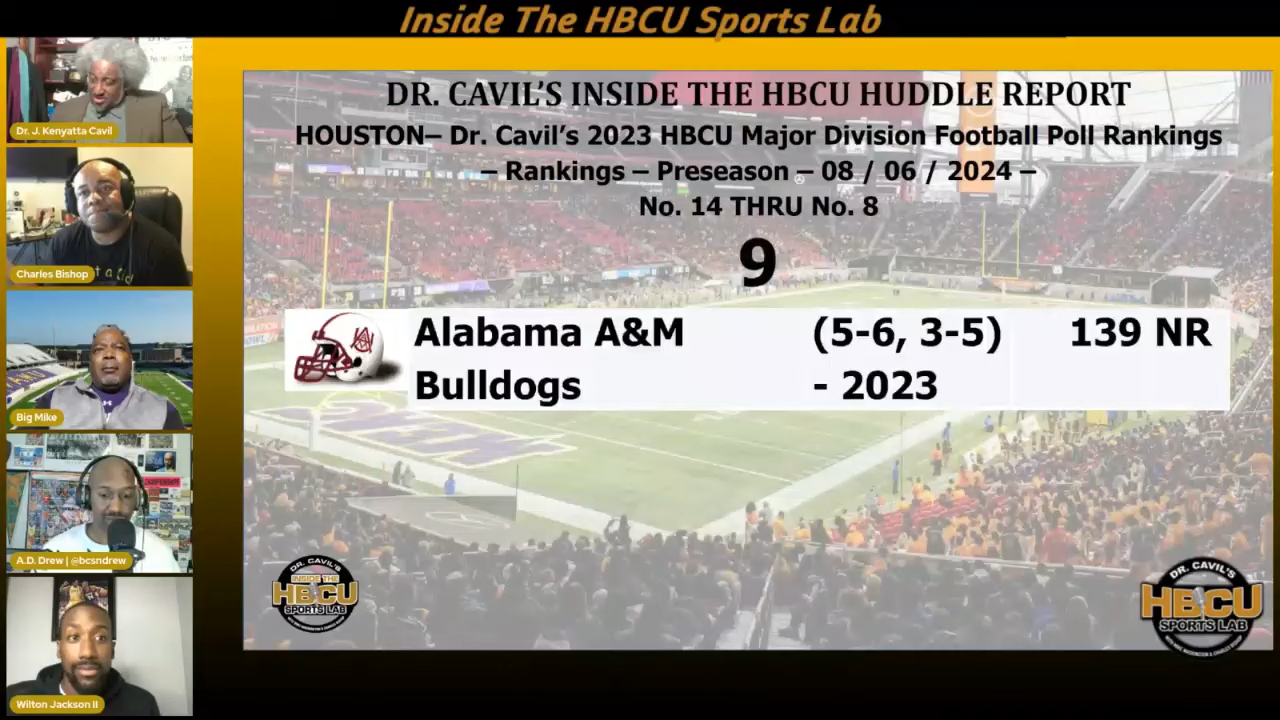 Inside The HBCU Sports Lab
DR. CAVIL'S INSIDE THE HBCU HUDDLE REPORT
HOUSTON– Dr. Cavil's 2023 HBCU Major Division Football Poll Rankings
– Rankings – Preseason – 08 / 06 / 2024 –
No. 14 THRU No. 8
9
Alabama A&M (5-6, 3-5) 139 NR
Bulldogs - 2023
Dr. J. Kenyatta Cavil
Charles Bishop
Big Mike
A.D. Drew | @bcsndrew
Wilton Jackson II
DR. CAVIL'S
INSIDE THE
HBCU
SPORTS LAB
DR. CAVIL'S
HBCU
SPORTS LAB